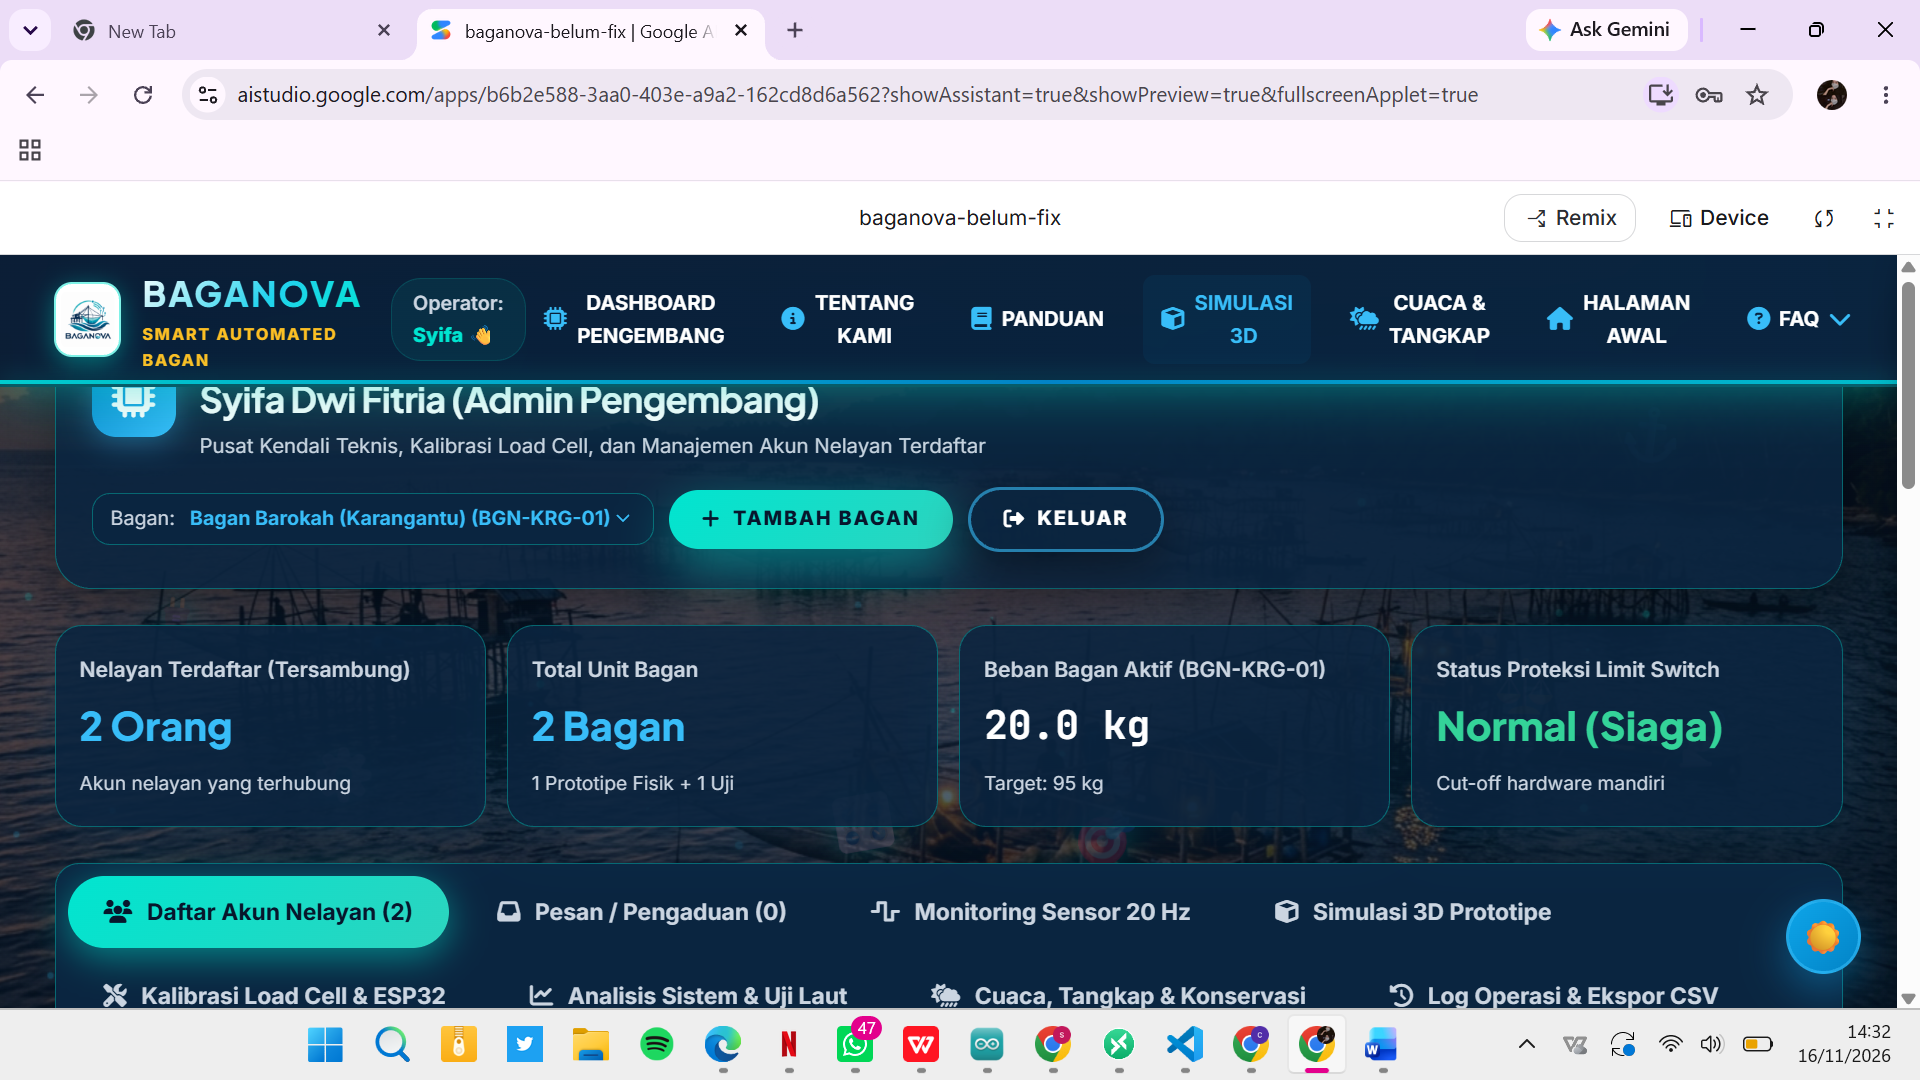 New Tab
baganova-belum-fix | Google A
Ask Gemini
aistudio.google.com/apps/b6b2e588-3aa0-403e-a9a2-162cd8d6a562?showAssistant=true&showPreview=true&fullscreenApplet=true
baganova-belum-fix
Remix
Device
BAGANOVA
BAGANOVA
SMART AUTOMATED
BAGAN
Operator:
Syifa 👋
DASHBOARD
PENGEMBANG
TENTANG
KAMI
PANDUAN
SIMULASI
3D
CUACA &
TANGKAP
HALAMAN
AWAL
FAQ
Syifa Dwi Fitria (Admin Pengembang)
Pusat Kendali Teknis, Kalibrasi Load Cell, dan Manajemen Akun Nelayan Terdaftar
Bagan: Bagan Barokah (Karangantu) (BGN-KRG-01)
+ TAMBAH BAGAN
KELUAR
Nelayan Terdaftar (Tersambung)
2 Orang
Akun nelayan yang terhubung
Total Unit Bagan
2 Bagan
1 Prototipe Fisik + 1 Uji
Beban Bagan Aktif (BGN-KRG-01)
20.0 kg
Target: 95 kg
Status Proteksi Limit Switch
Normal (Siaga)
Cut-off hardware mandiri
Daftar Akun Nelayan (2)
Pesan / Pengaduan (0)
Monitoring Sensor 20 Hz
Simulasi 3D Prototipe
Kalibrasi Load Cell & ESP32
Analisis Sistem & Uji Laut
Cuaca, Tangkap & Konservasi
Log Operasi & Ekspor CSV
47
14:32
16/11/2026